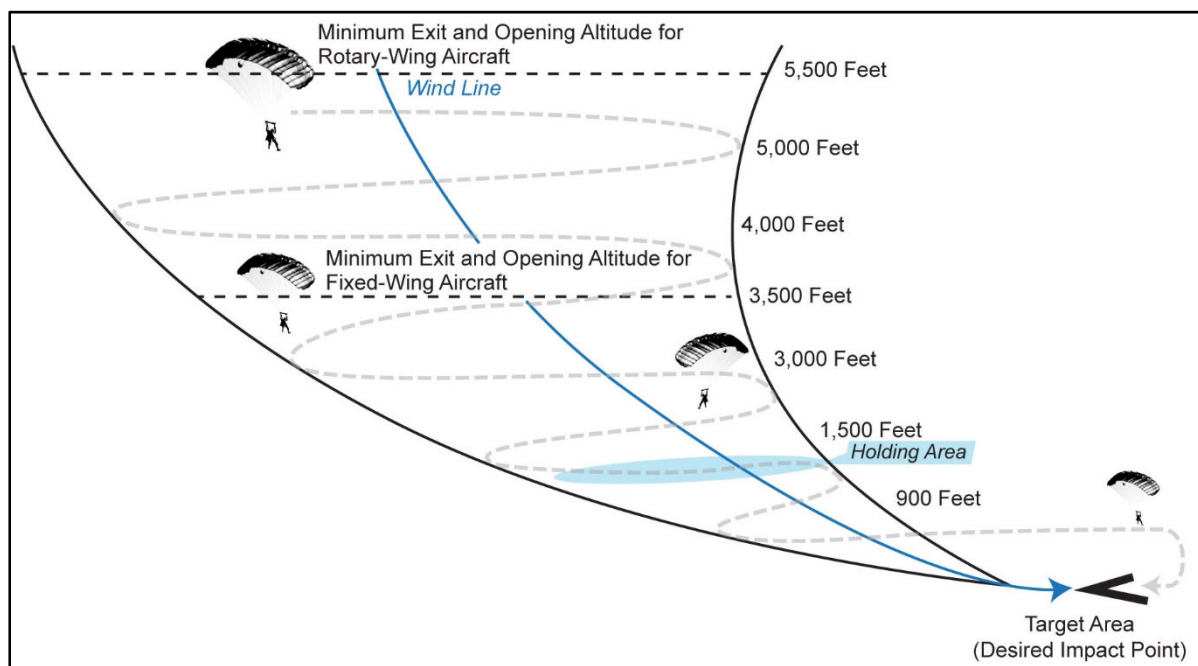 Minimum Exit and Opening Altitude for
Rotary-Wing Aircraft
5,500 Feet
Wind Line
5,000 Feet
4,000 Feet
Minimum Exit and Opening Altitude for
Fixed-Wing Aircraft
3,500 Feet
3,000 Feet
1,500 Feet
Holding Area
900 Feet
Target Area
(Desired Impact Point)